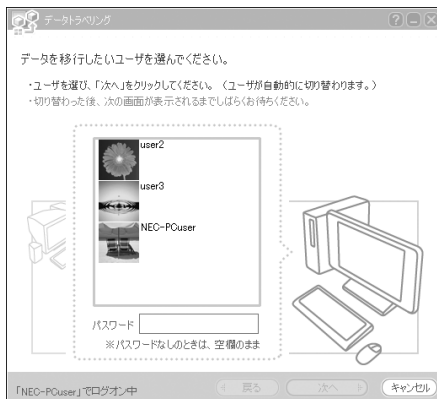 データトラベリング
データを移行したいユーザを選んでください。
・ユーザを選び、「次へ」をクリックしてください。（ユーザが自動的に切り替わります。）
・切り替わった後、次の画面が表示されるまでしばらくお待ちください。
user2
user3
NEC-PCuser
パスワード
※パスワードなしのときは、空欄のまま
「NEC-PCuser」でログオン中
戻る
次へ
キャンセル